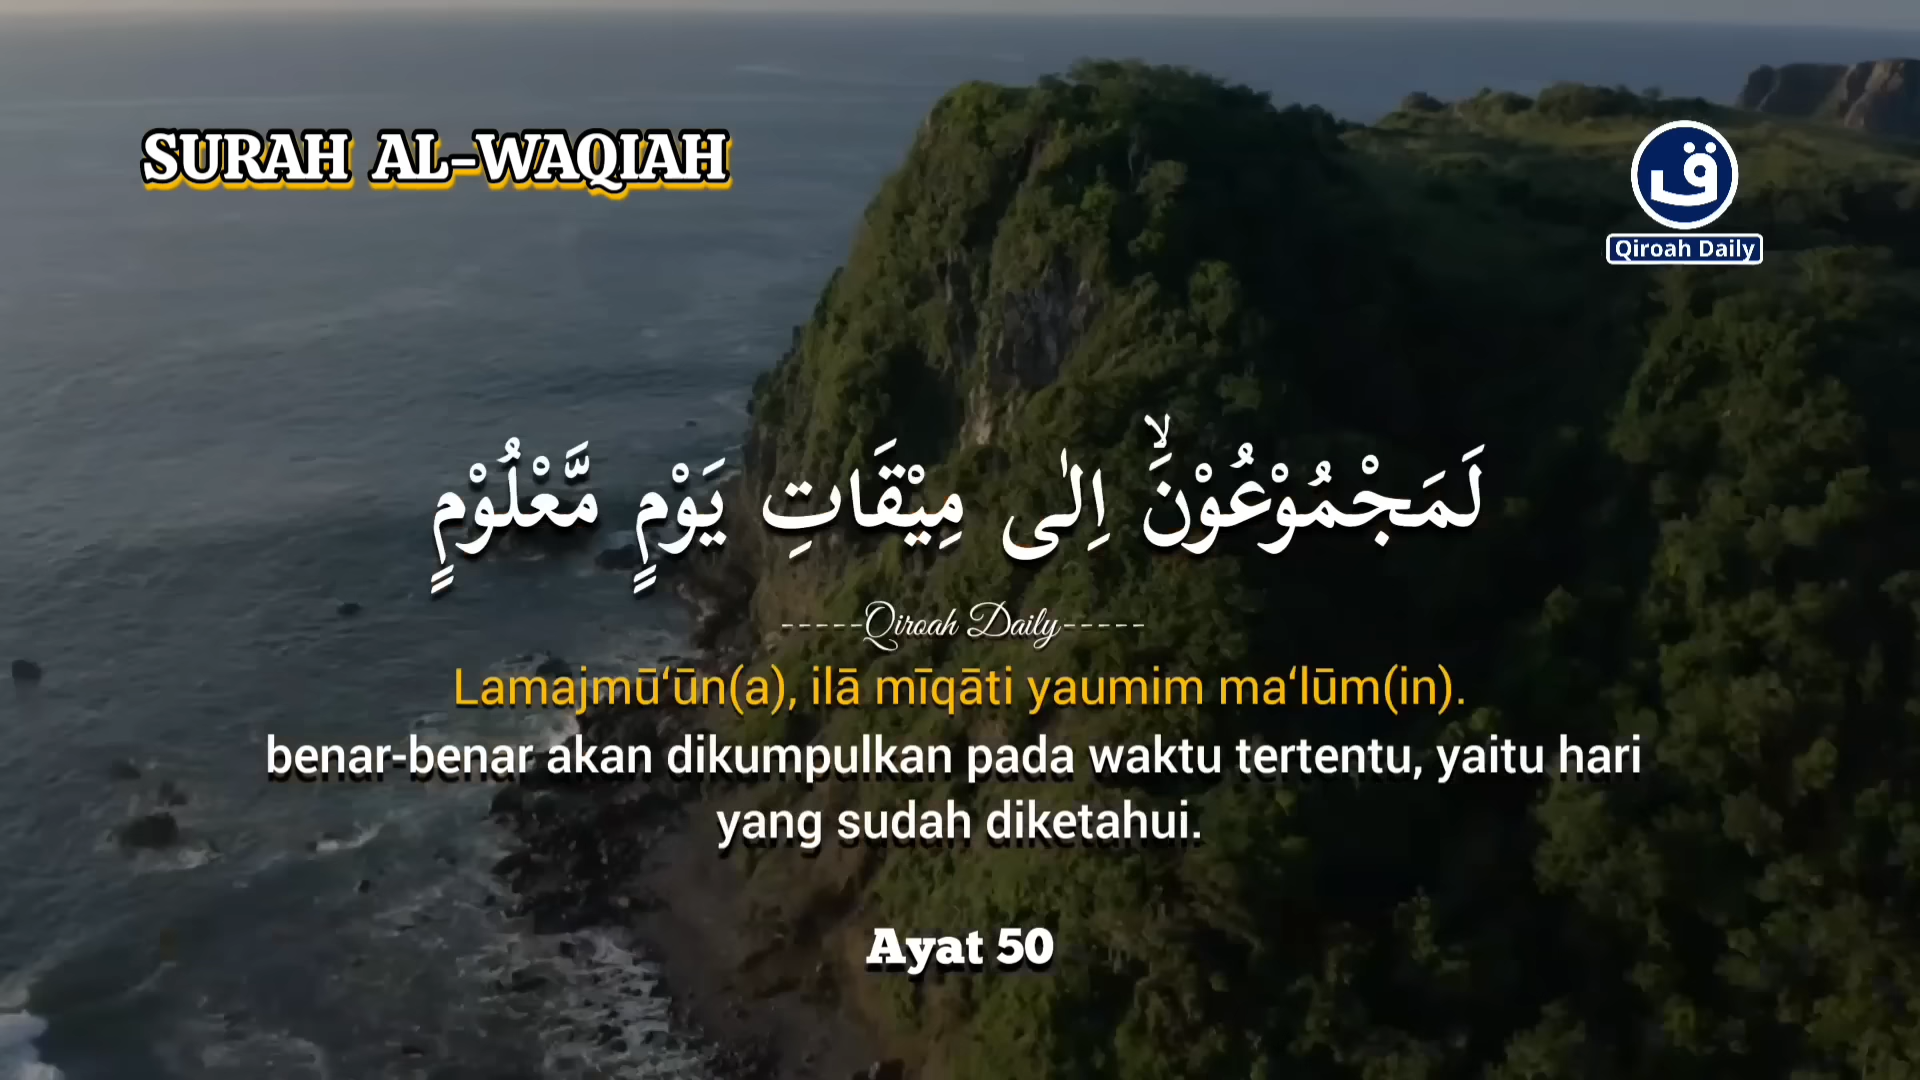 SURAH AL-WAQIAH
ق
Qiroah Daily
لَمَجْمُوْعُوْنَۙ اِلٰى مِيْقَاتِ يَوْمٍ مَّعْلُوْمٍ
-----Qiroah Daily-----
Lamajmū‘ūn(a), ilā mīqāti yaumim ma‘lūm(in).
benar-benar akan dikumpulkan pada waktu tertentu, yaitu hari
yang sudah diketahui.
Ayat 50